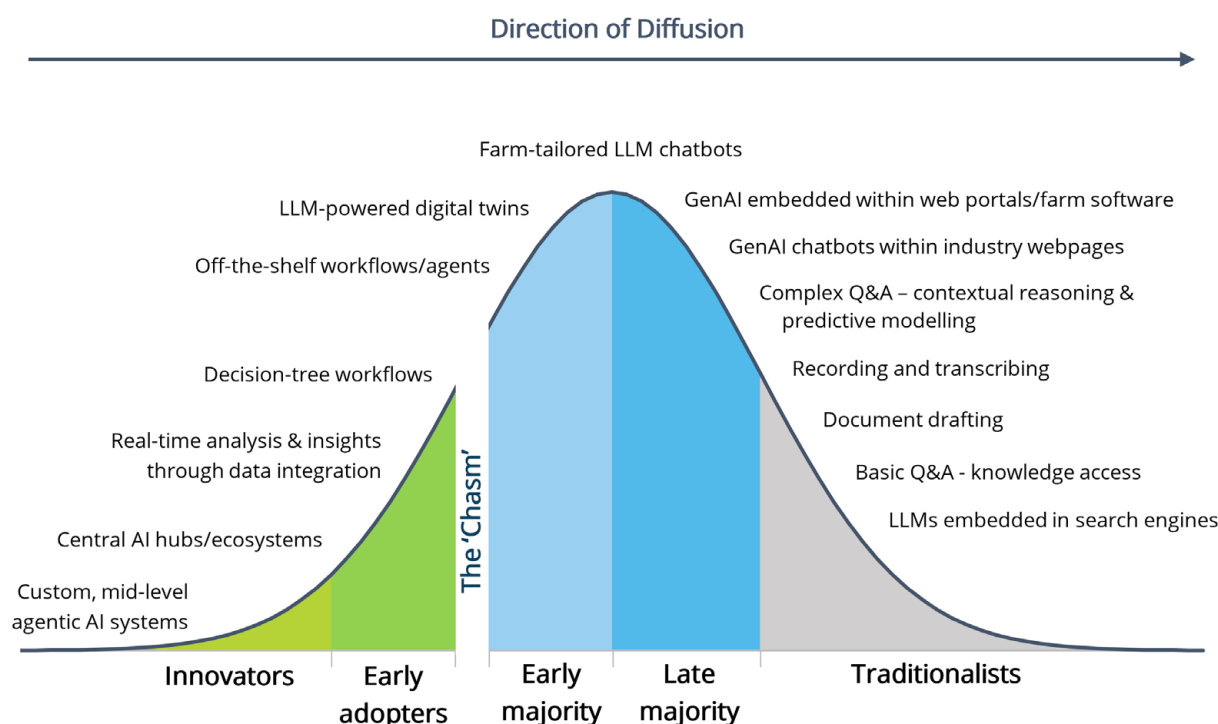 Direction of Diffusion
Farm-tailored LLM chatbots
LLM-powered digital twins
GenAI embedded within web portals/farm software
Off-the-shelf workflows/agents
GenAI chatbots within industry webpages
Complex Q&A – contextual reasoning &
predictive modelling
Decision-tree workflows
Recording and transcribing
Real-time analysis & insights
through data integration
Document drafting
Basic Q&A - knowledge access
Central AI hubs/ecosystems
LLMs embedded in search engines
Custom, mid-level
agentic AI systems
The 'Chasm'
Innovators
Early
adopters
Early
majority
Late
majority
Traditionalists